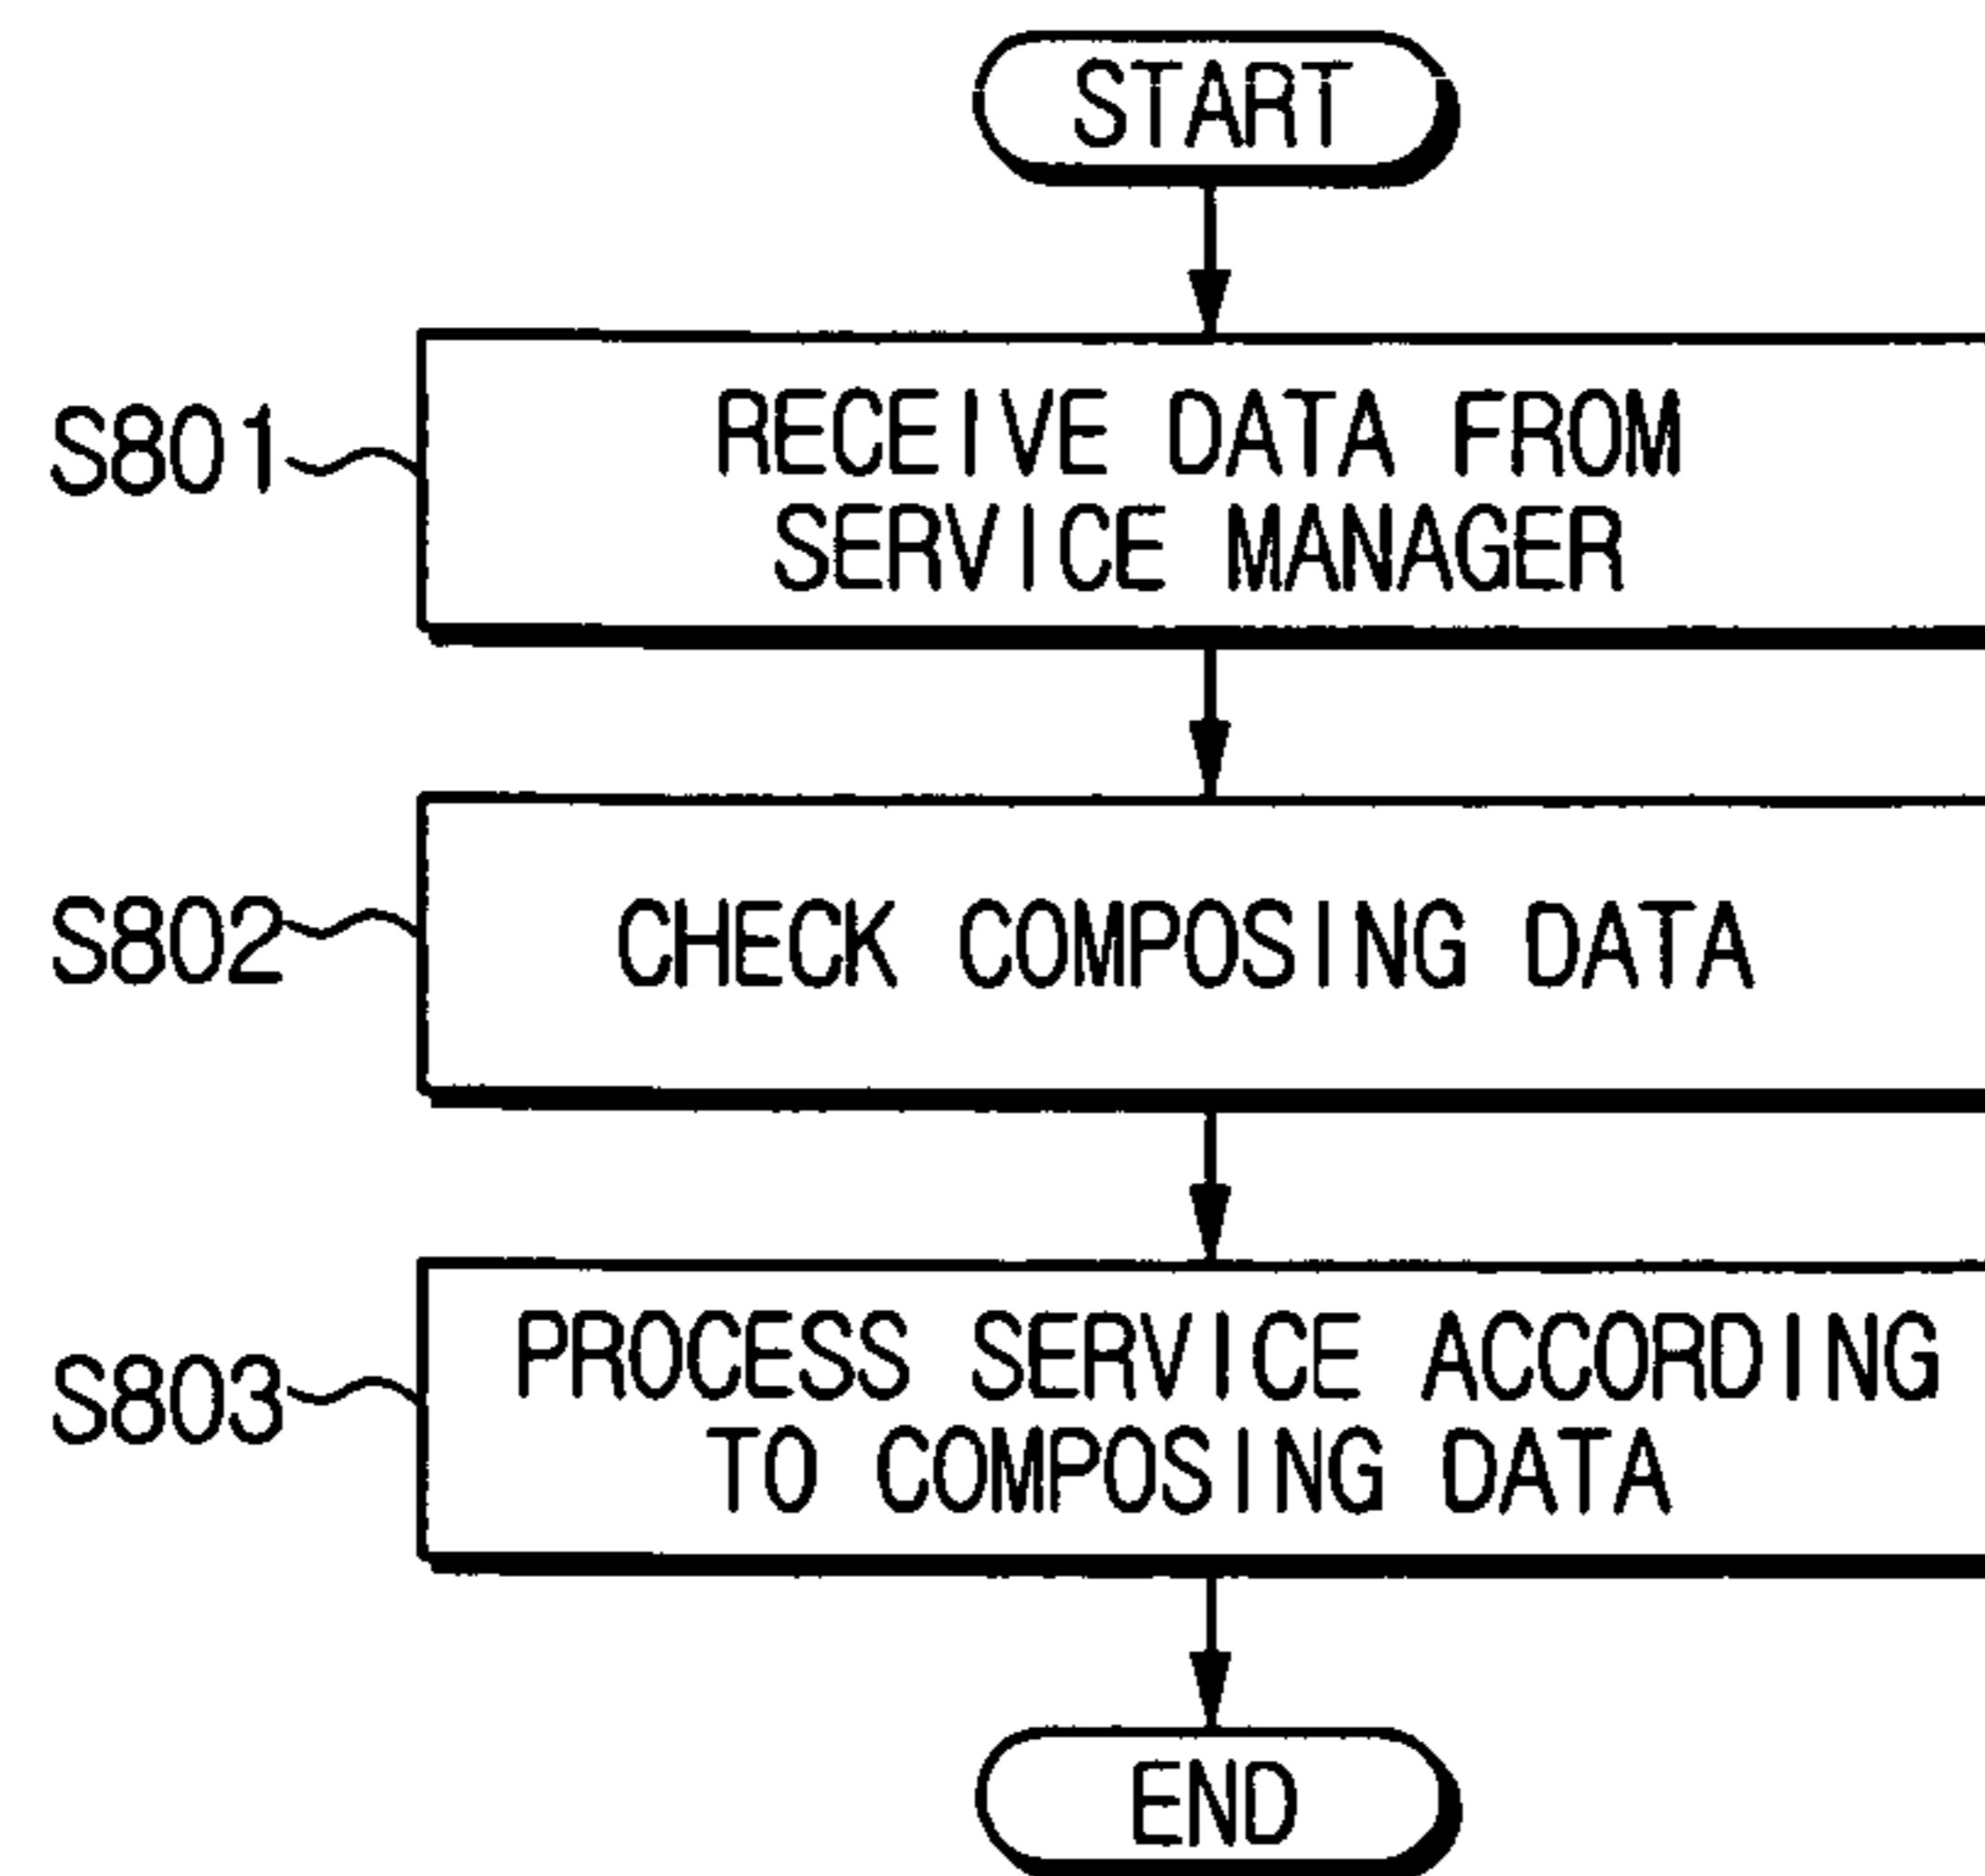 START
S801
RECEIVE DATA FROM
SERVICE MANAGER
S802
CHECK COMPOSING DATA
S803
PROCESS SERVICE ACCORDING
TO COMPOSING DATA
END